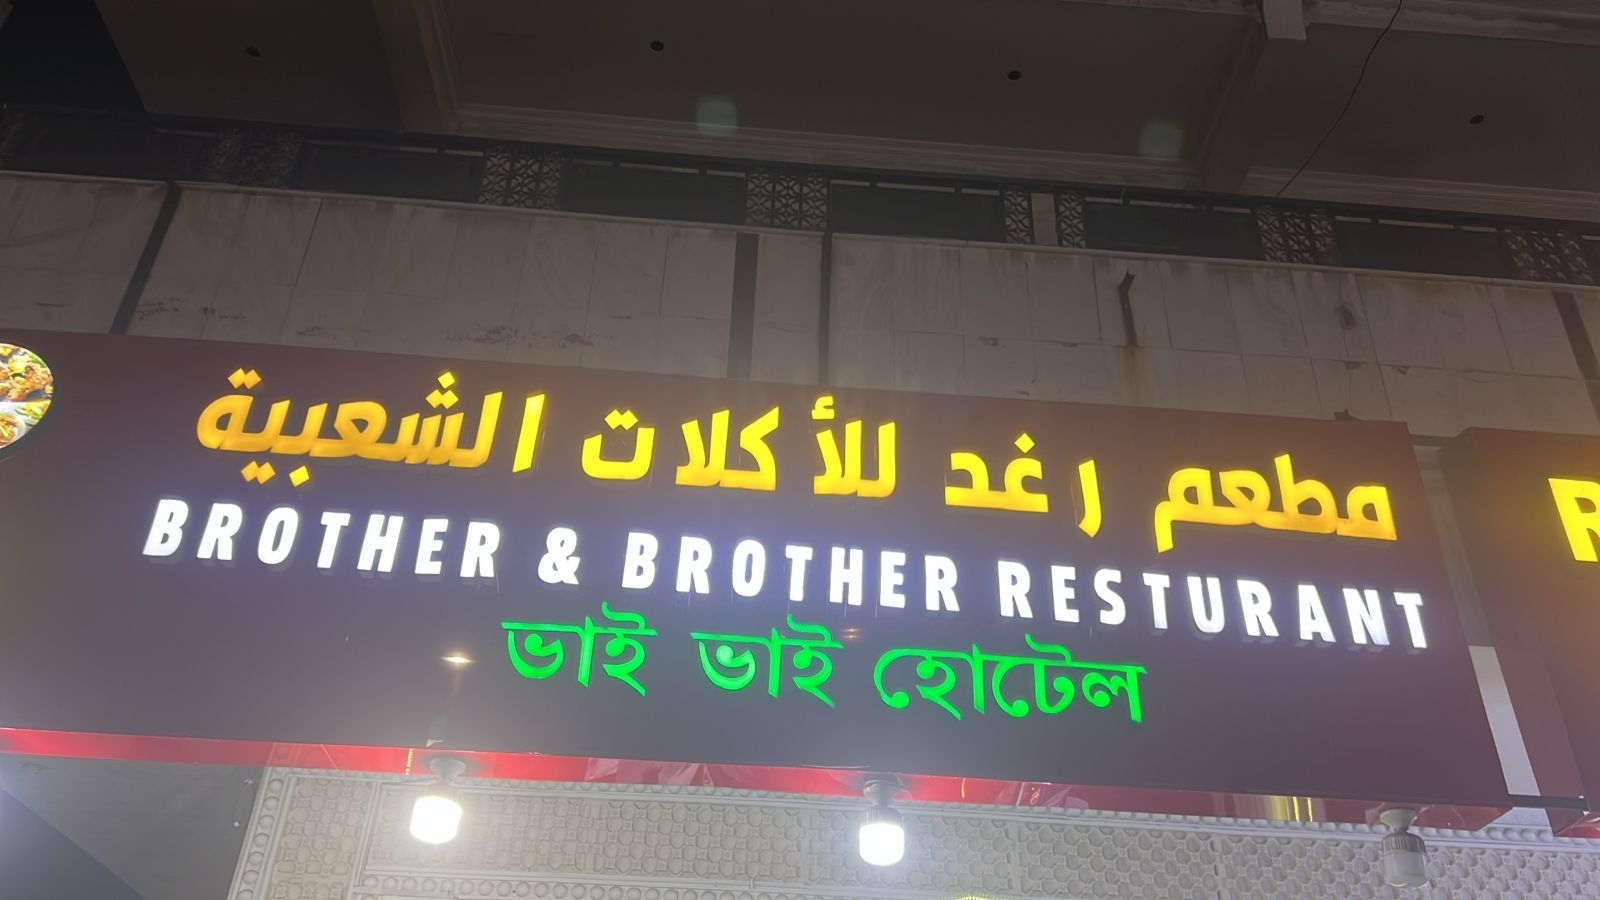 مطعم رغد للأكلات الشعبية
BROTHER & BROTHER RESTURANT
ভাই ভাই হোটেল
R